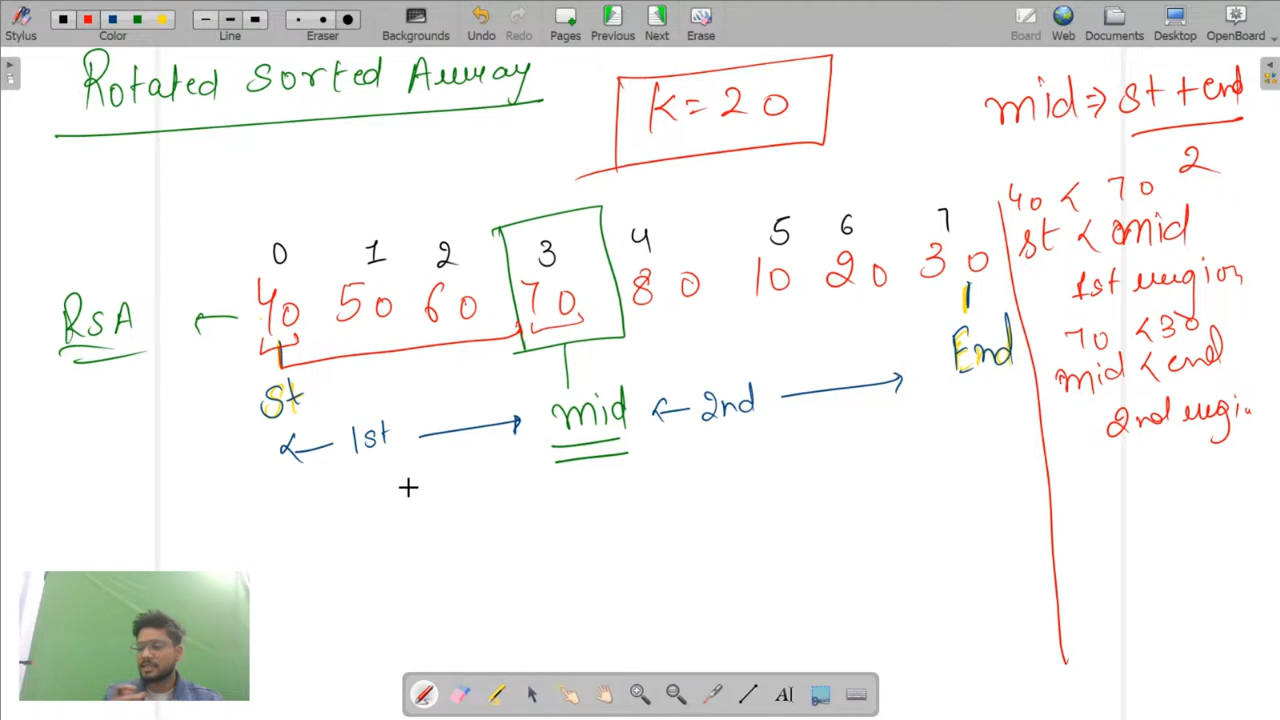 Stylus Color Line Eraser Backgrounds Undo Redo Pages Previous Next Erase Board Web Documents Desktop OpenBoard
Rotated Sorted Array
K = 20
mid ⇒ st + end
2
0 1 2 3 4 5 6 7
RSA ← 40 50 60 70 80 10 20 30
St End
mid
← 1st → ← 2nd →
40 < 70
st < mid
1st region
70 < 30
mid < end
2nd regi